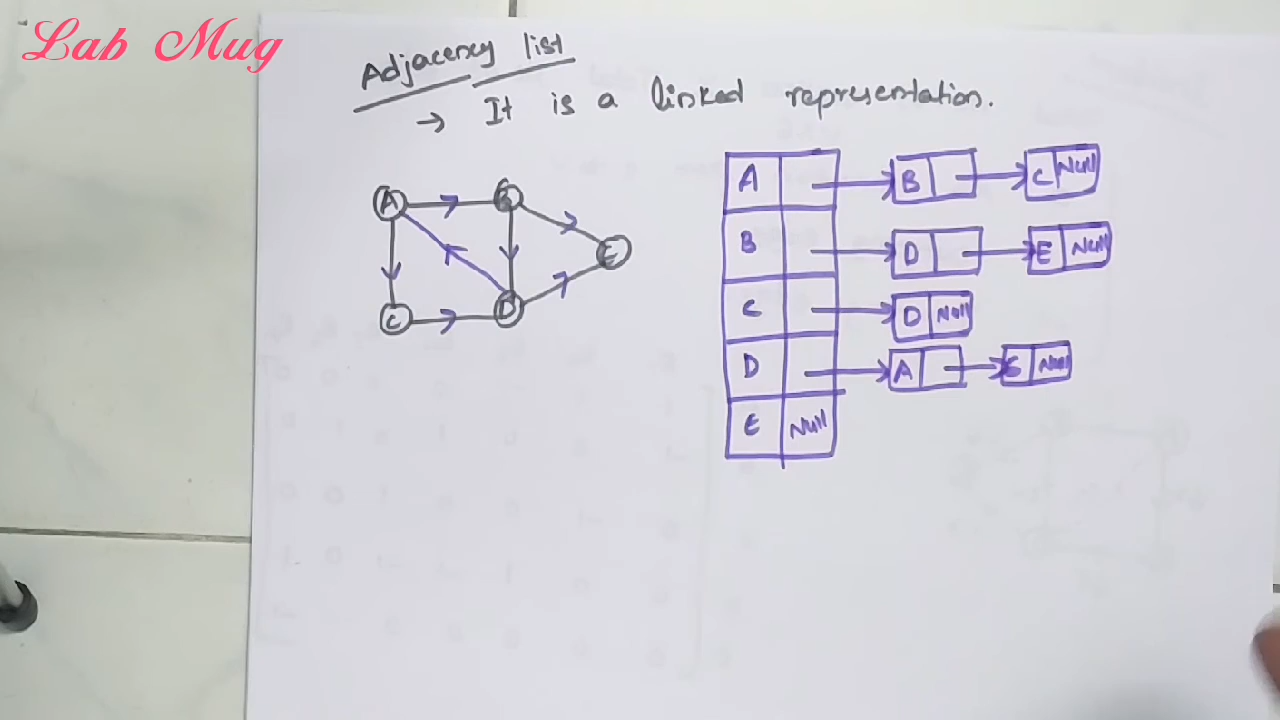 Lab Mug
Adjacency list
→ It is a linked representation.
A B C Null
B D E Null
C D Null
D A E Null
E Null
A B
E
C D